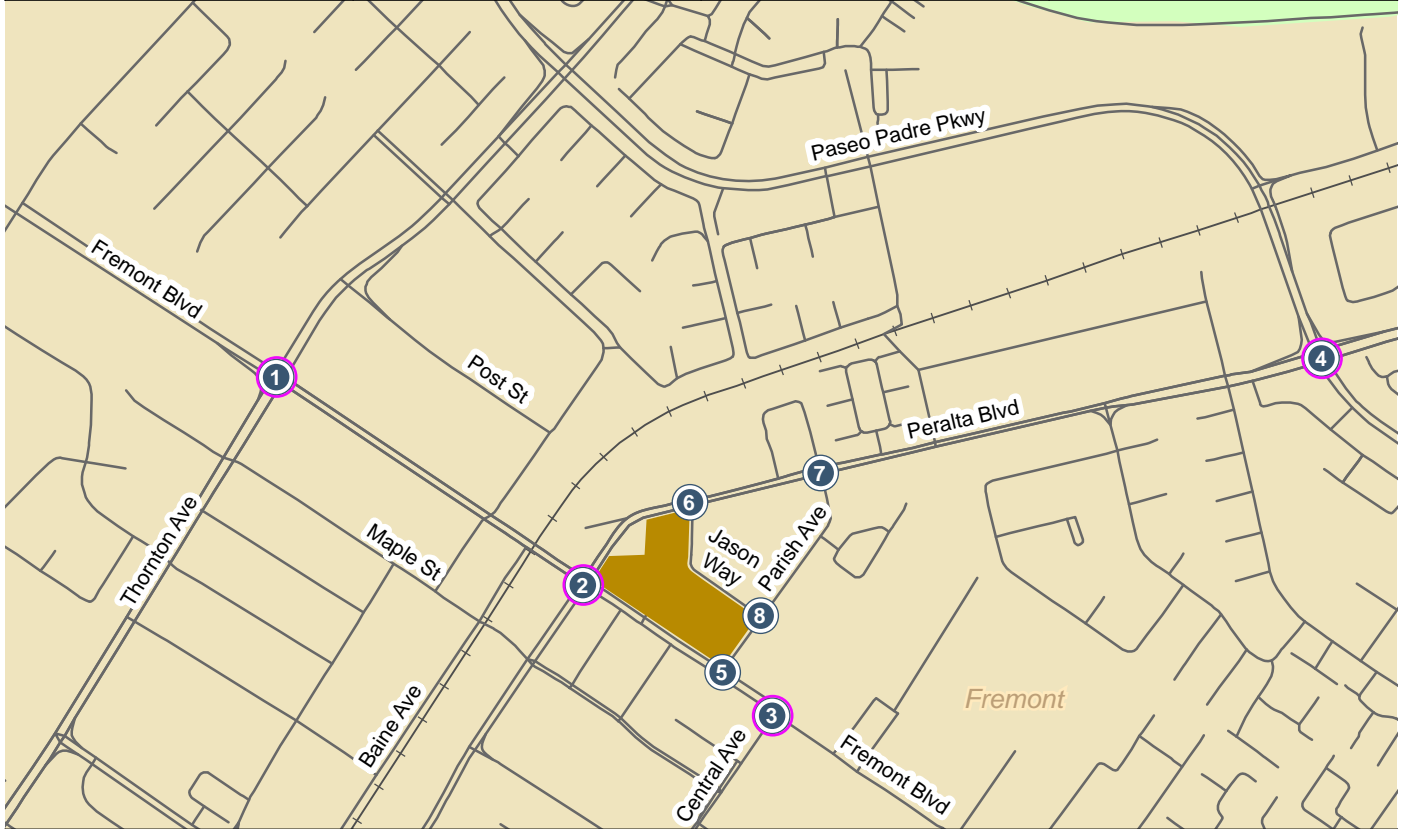 Paseo Padre Pkwy
Fremont Blvd
4
1
Post St
Peralta Blvd
7
6
Thornton Ave
Maple St
Jason
Way
Parish Ave
2
8
5
Baine Ave
Fremont
3
Central Ave
Fremont Blvd